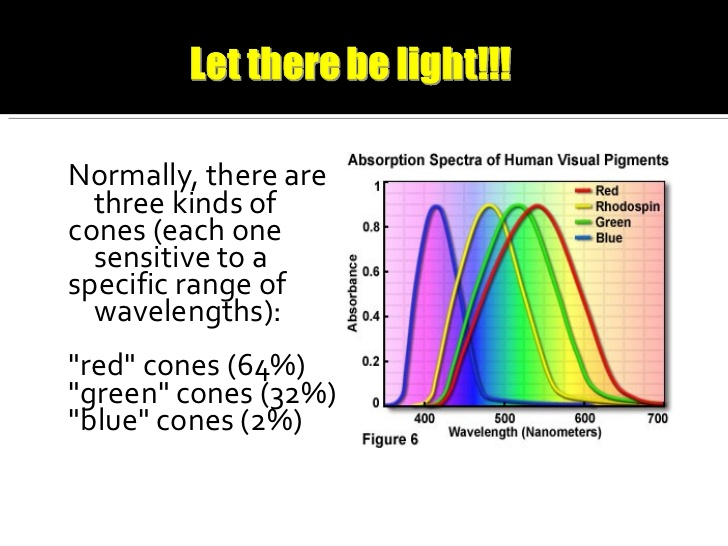 Let there be light!!!
Normally, there are
three kinds of
cones (each one
sensitive to a
specific range of
wavelengths):
"red" cones (64%)
"green" cones (32%)
"blue" cones (2%)
Absorption Spectra of Human Visual Pigments
Red
Rhodospin
Green
Blue
1
0.8
0.6
0.4
0.2
0
Absorbance
400 500 600 700
Wavelength (Nanometers)
Figure 6